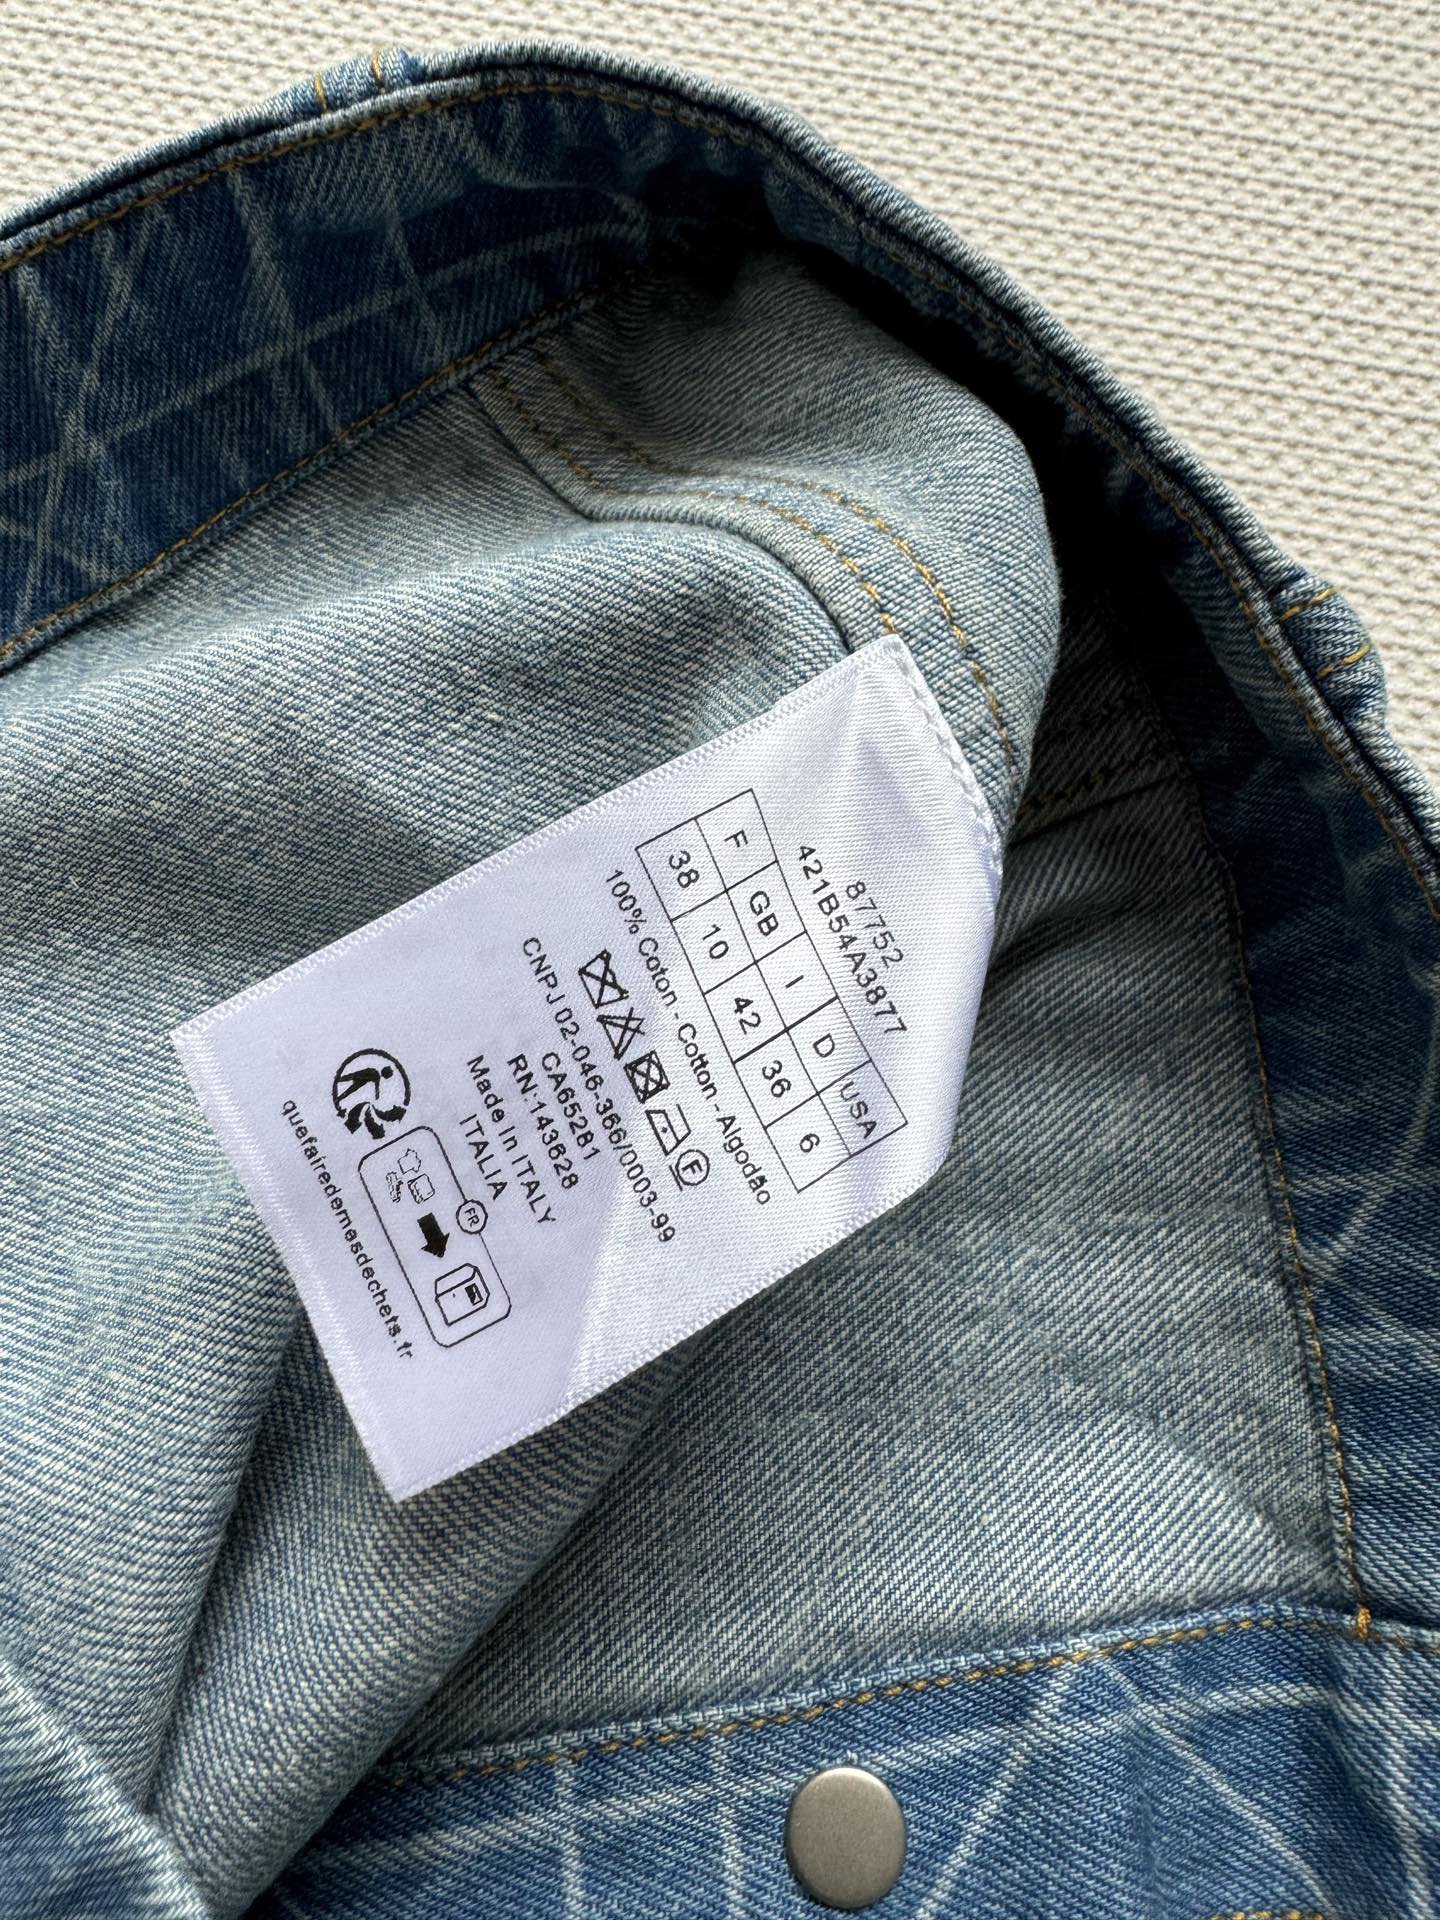 87752
421B54A3877
F GB I D USA
38 10 42 36 6
100% Coton - Cotton - Algodão
F
CNPJ 02-046-366/0003-99
CA65281
RN:143628
Made in ITALY
ITALIA
FR
quefairedemesdechets.fr